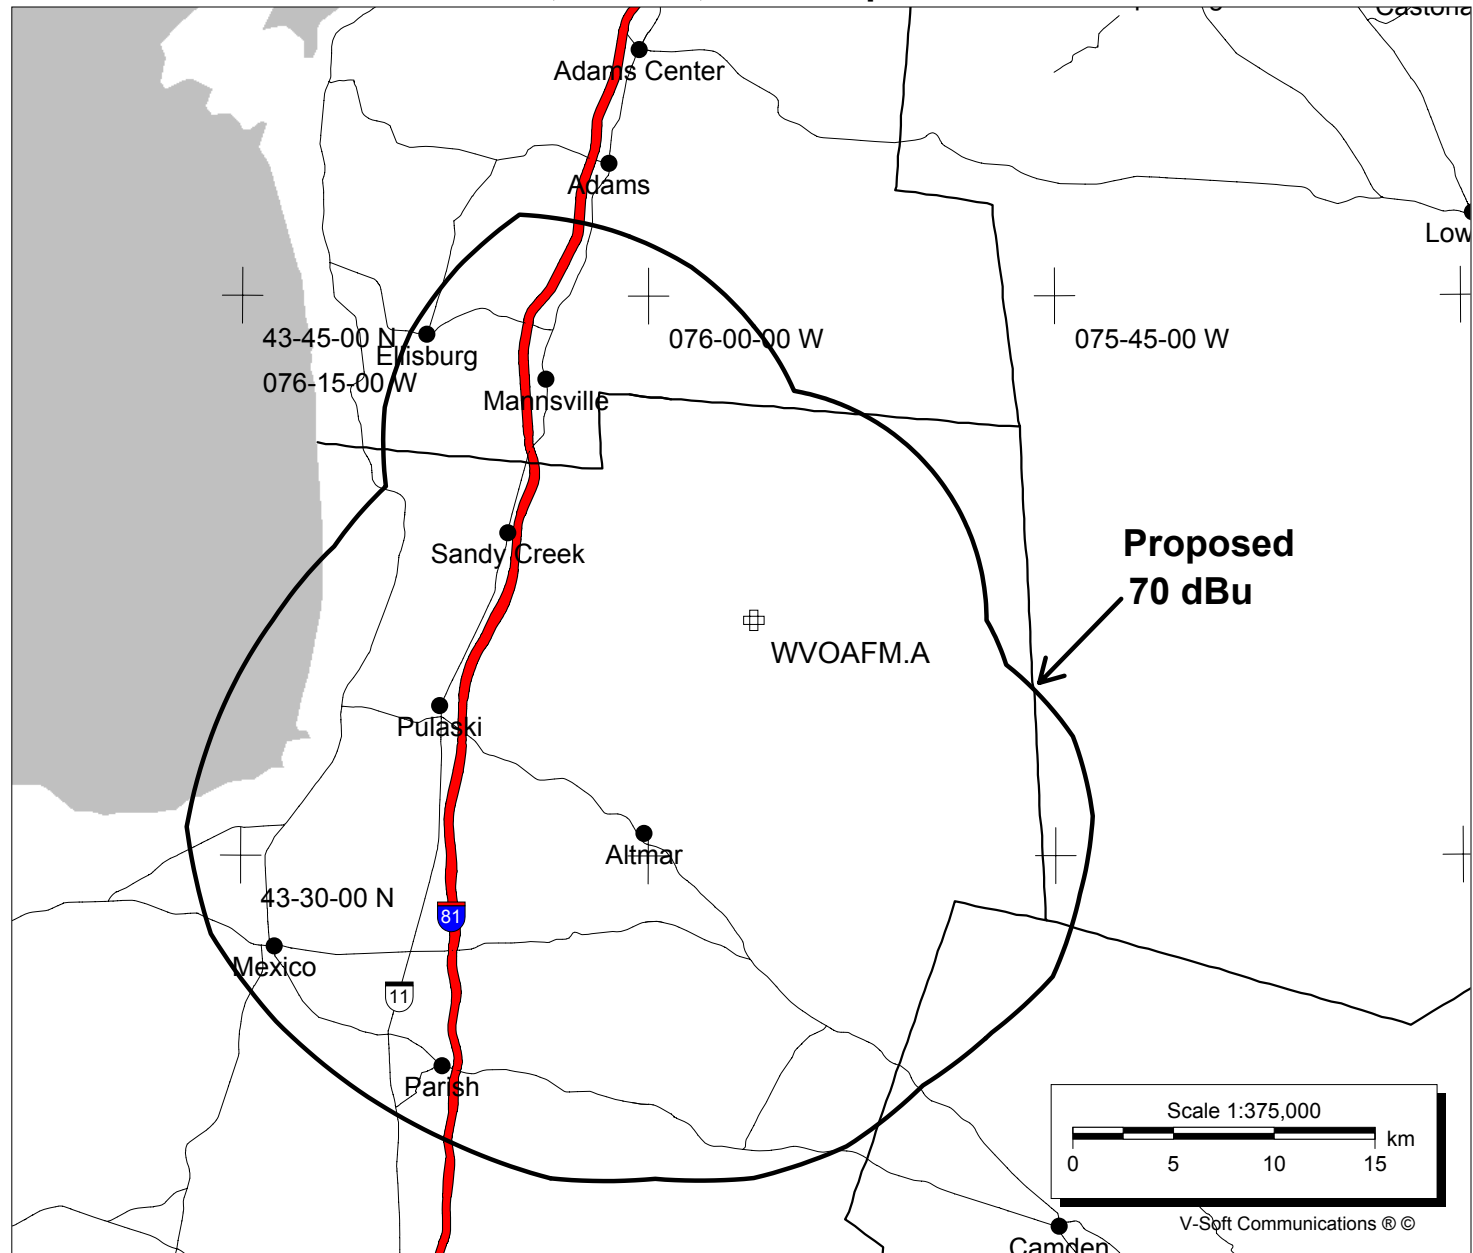 Adams Center
Adams
Low
43-45-00 N
076-15-00 W
Ellisburg
076-00-00 W
075-45-00 W
Mannsville
Sandy Creek
Proposed
70 dBu
WVOAFM.A
Pulaski
Altmar
43-30-00 N
81
Mexico
11
Parish
Scale 1:375,000
km
0 5 10 15
V-Soft Communications ® ©
Camden